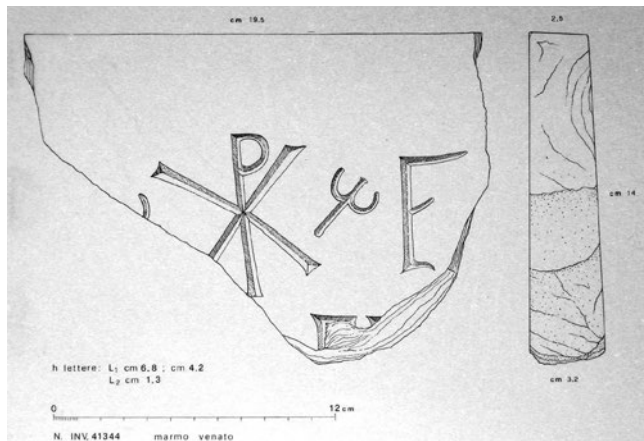 cm 19.5
2,5
☧ ω E
cm 14
h lettere: L₁ cm 6,8 ; cm 4,2
L₂ cm 1,3
cm 3,2
0 12 cm
N. INV. 41344 marmo venato